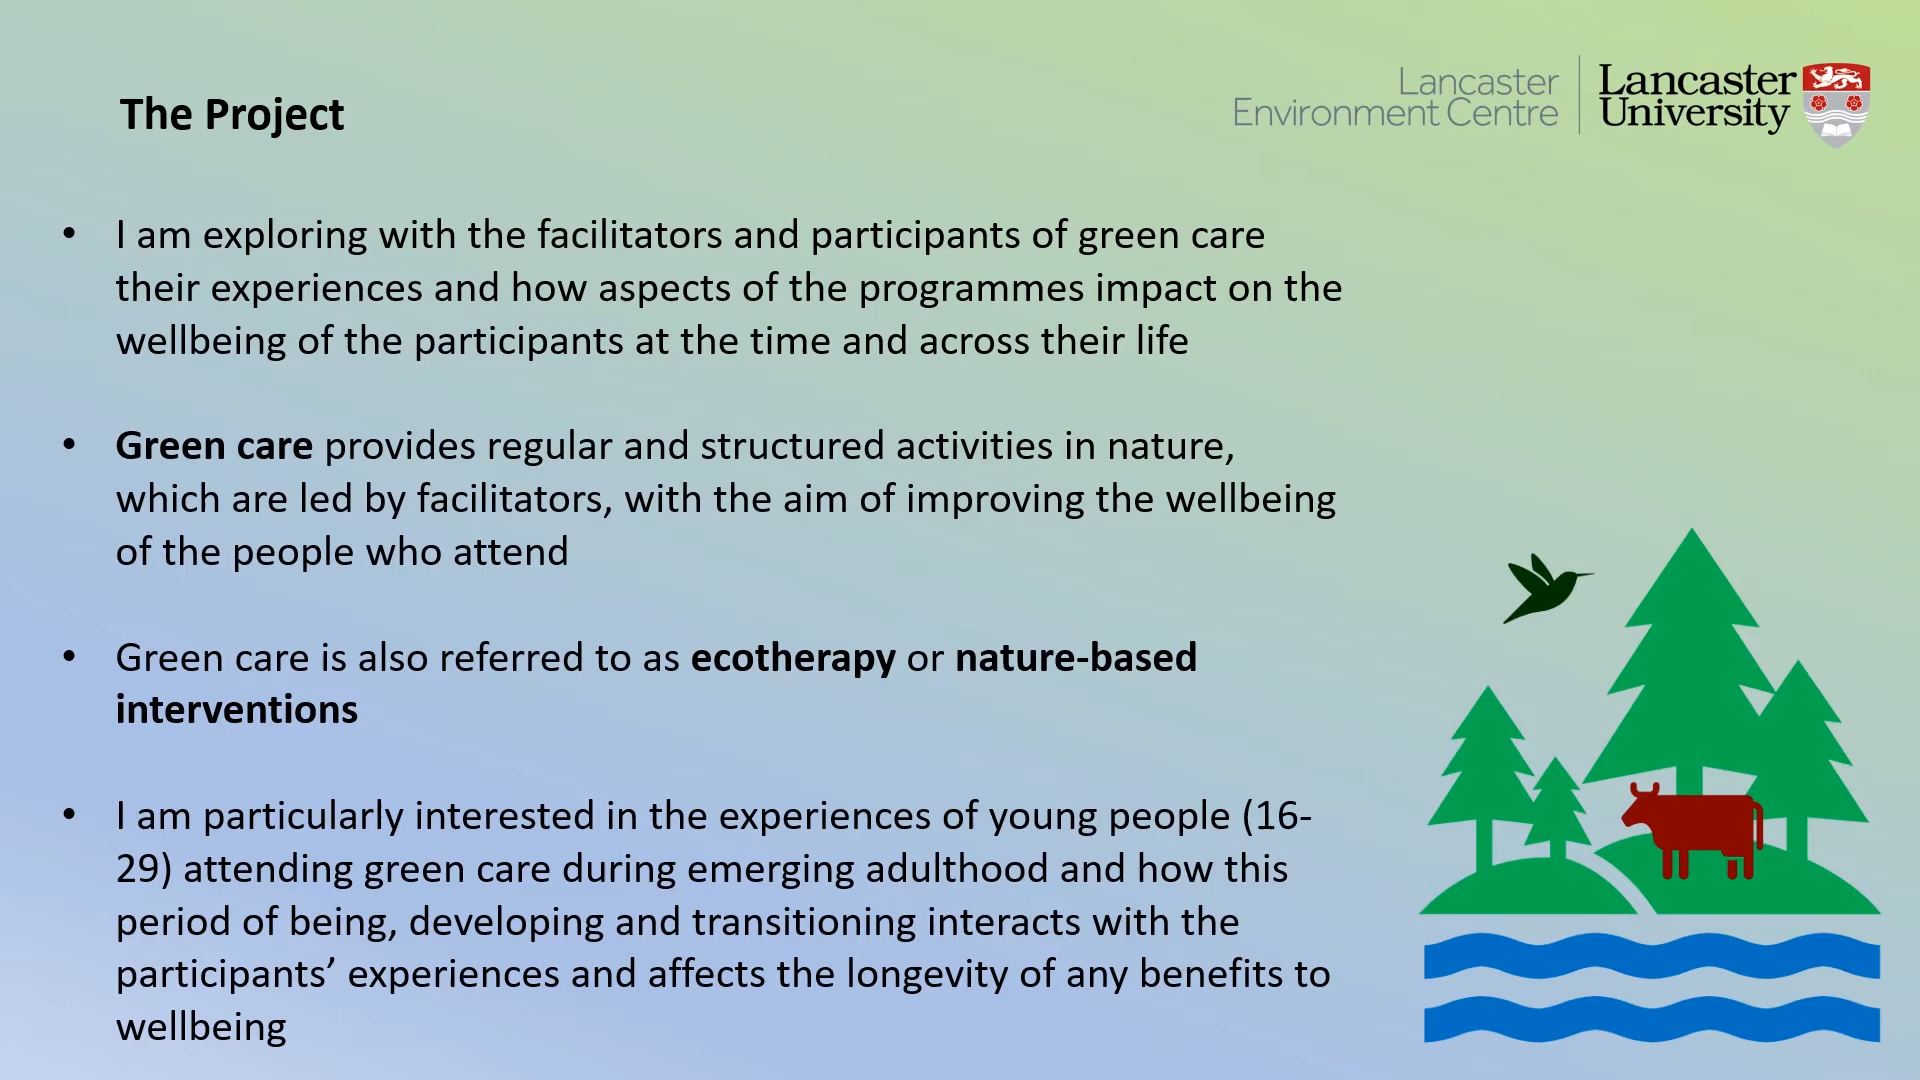 The Project
Lancaster
Environment Centre
Lancaster
University
• I am exploring with the facilitators and participants of green care
their experiences and how aspects of the programmes impact on the
wellbeing of the participants at the time and across their life
• Green care provides regular and structured activities in nature,
which are led by facilitators, with the aim of improving the wellbeing
of the people who attend
• Green care is also referred to as ecotherapy or nature-based
interventions
• I am particularly interested in the experiences of young people (16-
29) attending green care during emerging adulthood and how this
period of being, developing and transitioning interacts with the
participants’ experiences and affects the longevity of any benefits to
wellbeing